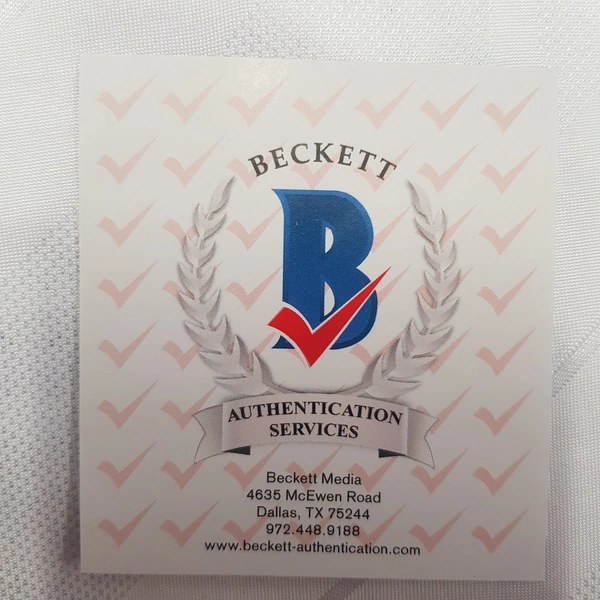 BECKETT
B
AUTHENTICATION
SERVICES
Beckett Media
4635 McEwen Road
Dallas, TX 75244
972.448.9188
www.beckett-authentication.com